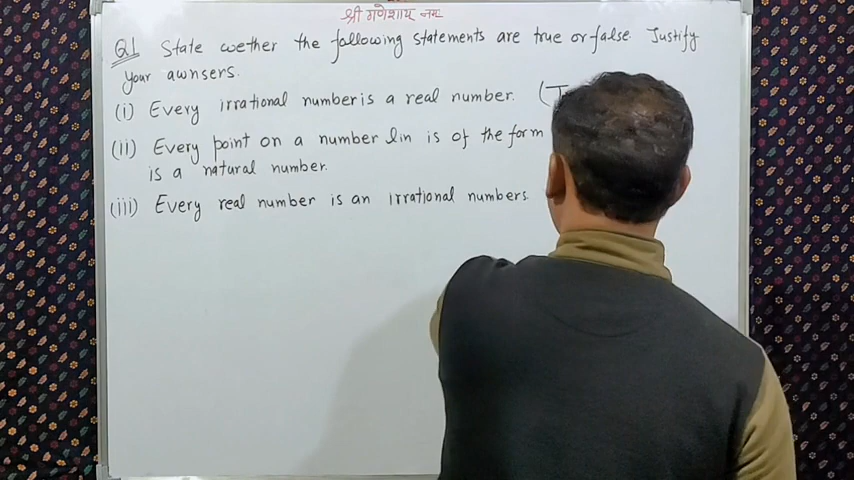 श्री गणेशाय नमः
Q1 State wether the following statements are true or false. Justify
your awnsers.
(i) Every irrational number is a real number. (T
(ii) Every point on a number lin is of the form
is a natural number.
(iii) Every real number is an irrational numbers.